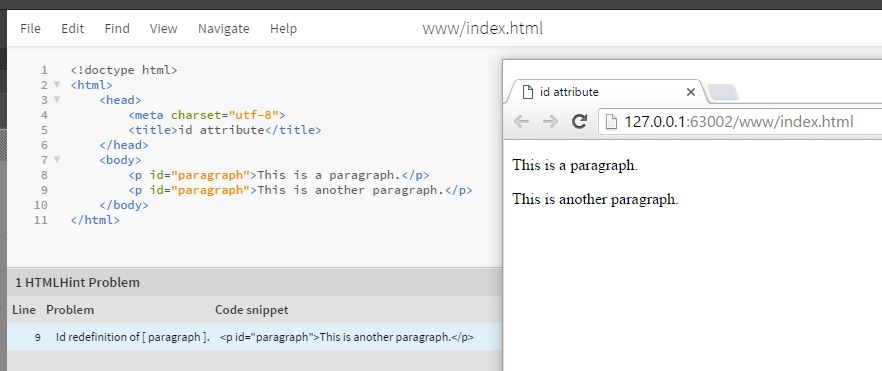 File Edit Find View Navigate Help
www/index.html
1 <!doctype html>
2 <html>
3 <head>
4 <meta charset="utf-8">
5 <title>id attribute</title>
6 </head>
7 <body>
8 <p id="paragraph">This is a paragraph.</p>
9 <p id="paragraph">This is another paragraph.</p>
10 </body>
11 </html>
1 HTMLHint Problem
Line Problem Code snippet
9 Id redefinition of [ paragraph ]. <p id="paragraph">This is another paragraph.</p>
id attribute
127.0.0.1:63002/www/index.html
This is a paragraph.
This is another paragraph.